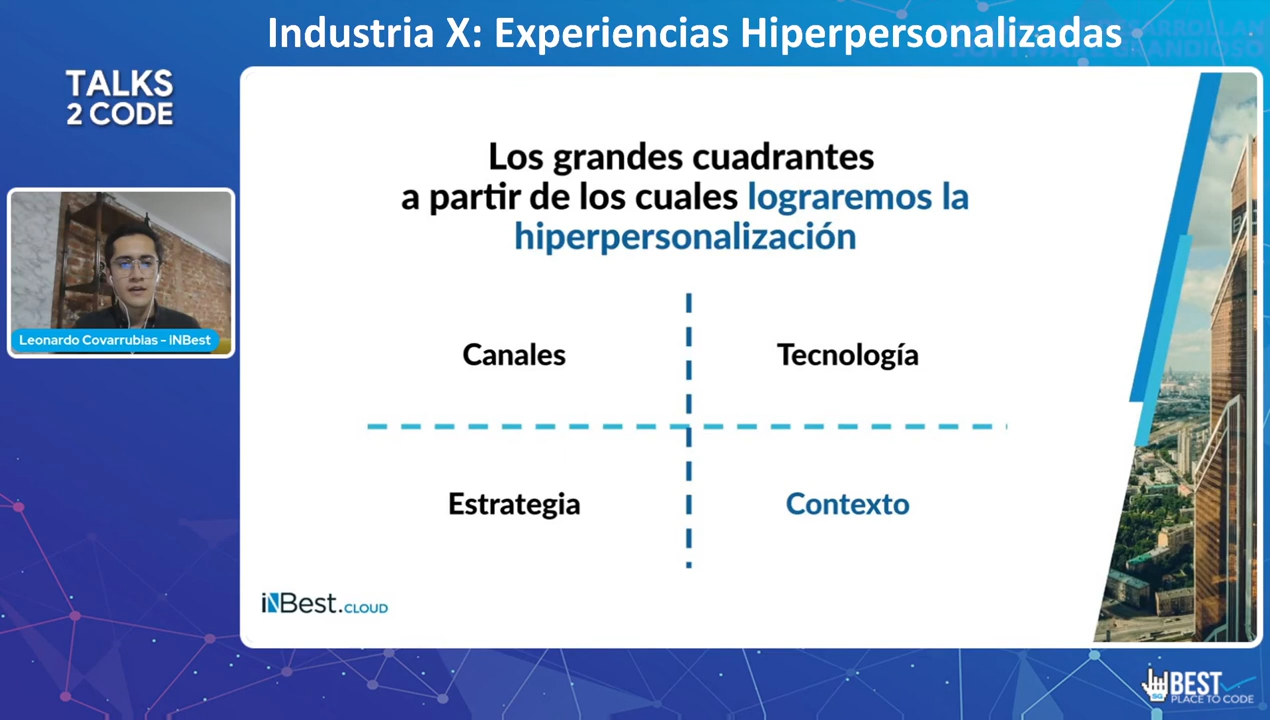 Industria X: Experiencias Hiperpersonalizadas
TALKS
2 CODE
Leonardo Covarrubias - iNBest
Los grandes cuadrantes
a partir de los cuales lograremos la
hiperpersonalización
Canales
Tecnología
Estrategia
Contexto
iNBest.CLOUD
SG
BEST
PLACE TO CODE